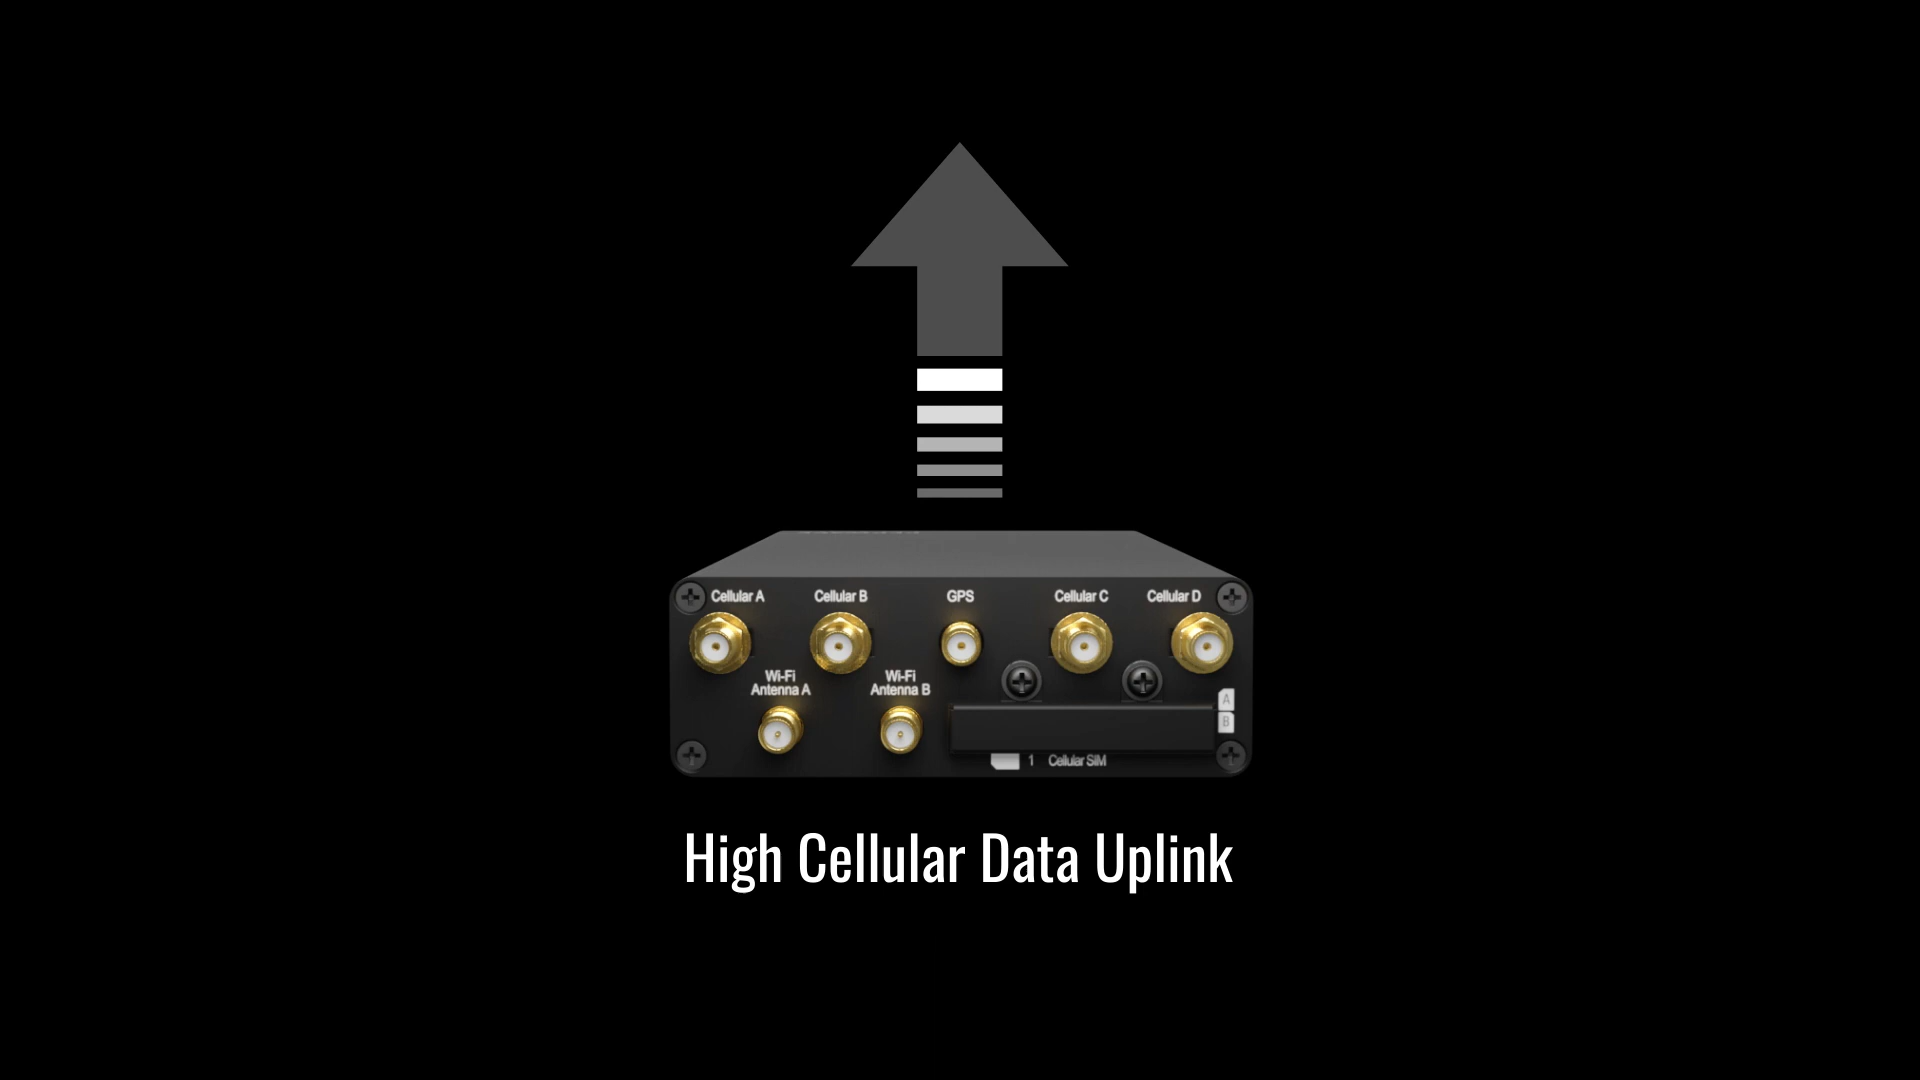 Cellular A
Cellular B
GPS
Cellular C
Cellular D
Wi-Fi
Antenna A
Wi-Fi
Antenna B
A
B
1 Cellular SIM
High Cellular Data Uplink